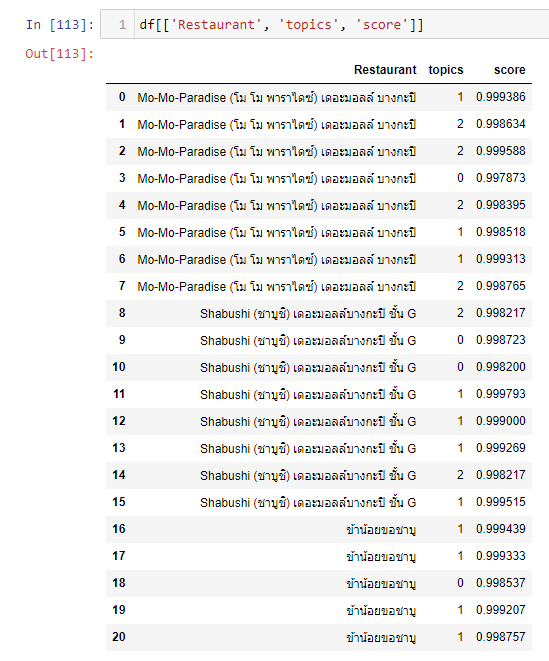 In [113]: 1 df[['Restaurant', 'topics', 'score']]
Out[113]:
Restaurant topics score
0 Mo-Mo-Paradise (โม โม พาราไดซ์) เดอะมอลล์ บางกะปิ 1 0.999386
1 Mo-Mo-Paradise (โม โม พาราไดซ์) เดอะมอลล์ บางกะปิ 2 0.998634
2 Mo-Mo-Paradise (โม โม พาราไดซ์) เดอะมอลล์ บางกะปิ 2 0.999588
3 Mo-Mo-Paradise (โม โม พาราไดซ์) เดอะมอลล์ บางกะปิ 0 0.997873
4 Mo-Mo-Paradise (โม โม พาราไดซ์) เดอะมอลล์ บางกะปิ 2 0.998395
5 Mo-Mo-Paradise (โม โม พาราไดซ์) เดอะมอลล์ บางกะปิ 1 0.998518
6 Mo-Mo-Paradise (โม โม พาราไดซ์) เดอะมอลล์ บางกะปิ 1 0.999313
7 Mo-Mo-Paradise (โม โม พาราไดซ์) เดอะมอลล์ บางกะปิ 2 0.998765
8 Shabushi (ชาบูชิ) เดอะมอลล์บางกะปิ ชั้น G 2 0.998217
9 Shabushi (ชาบูชิ) เดอะมอลล์บางกะปิ ชั้น G 0 0.998723
10 Shabushi (ชาบูชิ) เดอะมอลล์บางกะปิ ชั้น G 0 0.998200
11 Shabushi (ชาบูชิ) เดอะมอลล์บางกะปิ ชั้น G 1 0.999793
12 Shabushi (ชาบูชิ) เดอะมอลล์บางกะปิ ชั้น G 1 0.999000
13 Shabushi (ชาบูชิ) เดอะมอลล์บางกะปิ ชั้น G 1 0.999269
14 Shabushi (ชาบูชิ) เดอะมอลล์บางกะปิ ชั้น G 2 0.998217
15 Shabushi (ชาบูชิ) เดอะมอลล์บางกะปิ ชั้น G 1 0.999515
16 ข้าน้อยขอชาบู 1 0.999439
17 ข้าน้อยขอชาบู 1 0.999333
18 ข้าน้อยขอชาบู 0 0.998537
19 ข้าน้อยขอชาบู 1 0.999207
20 ข้าน้อยขอชาบู 1 0.998757